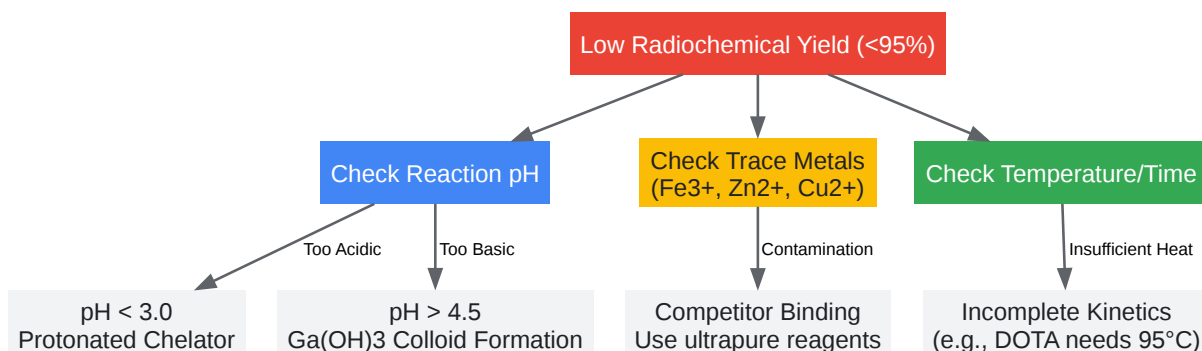 Low Radiochemical Yield (<95%)
Check Reaction pH
Check Trace Metals
(Fe3+, Zn2+, Cu2+)
Check Temperature/Time
Too Acidic
Too Basic
Contamination
Insufficient Heat
pH < 3.0
Protonated Chelator
pH > 4.5
Ga(OH)3 Colloid Formation
Competitor Binding
Use ultrapure reagents
Incomplete Kinetics
(e.g., DOTA needs 95°C)